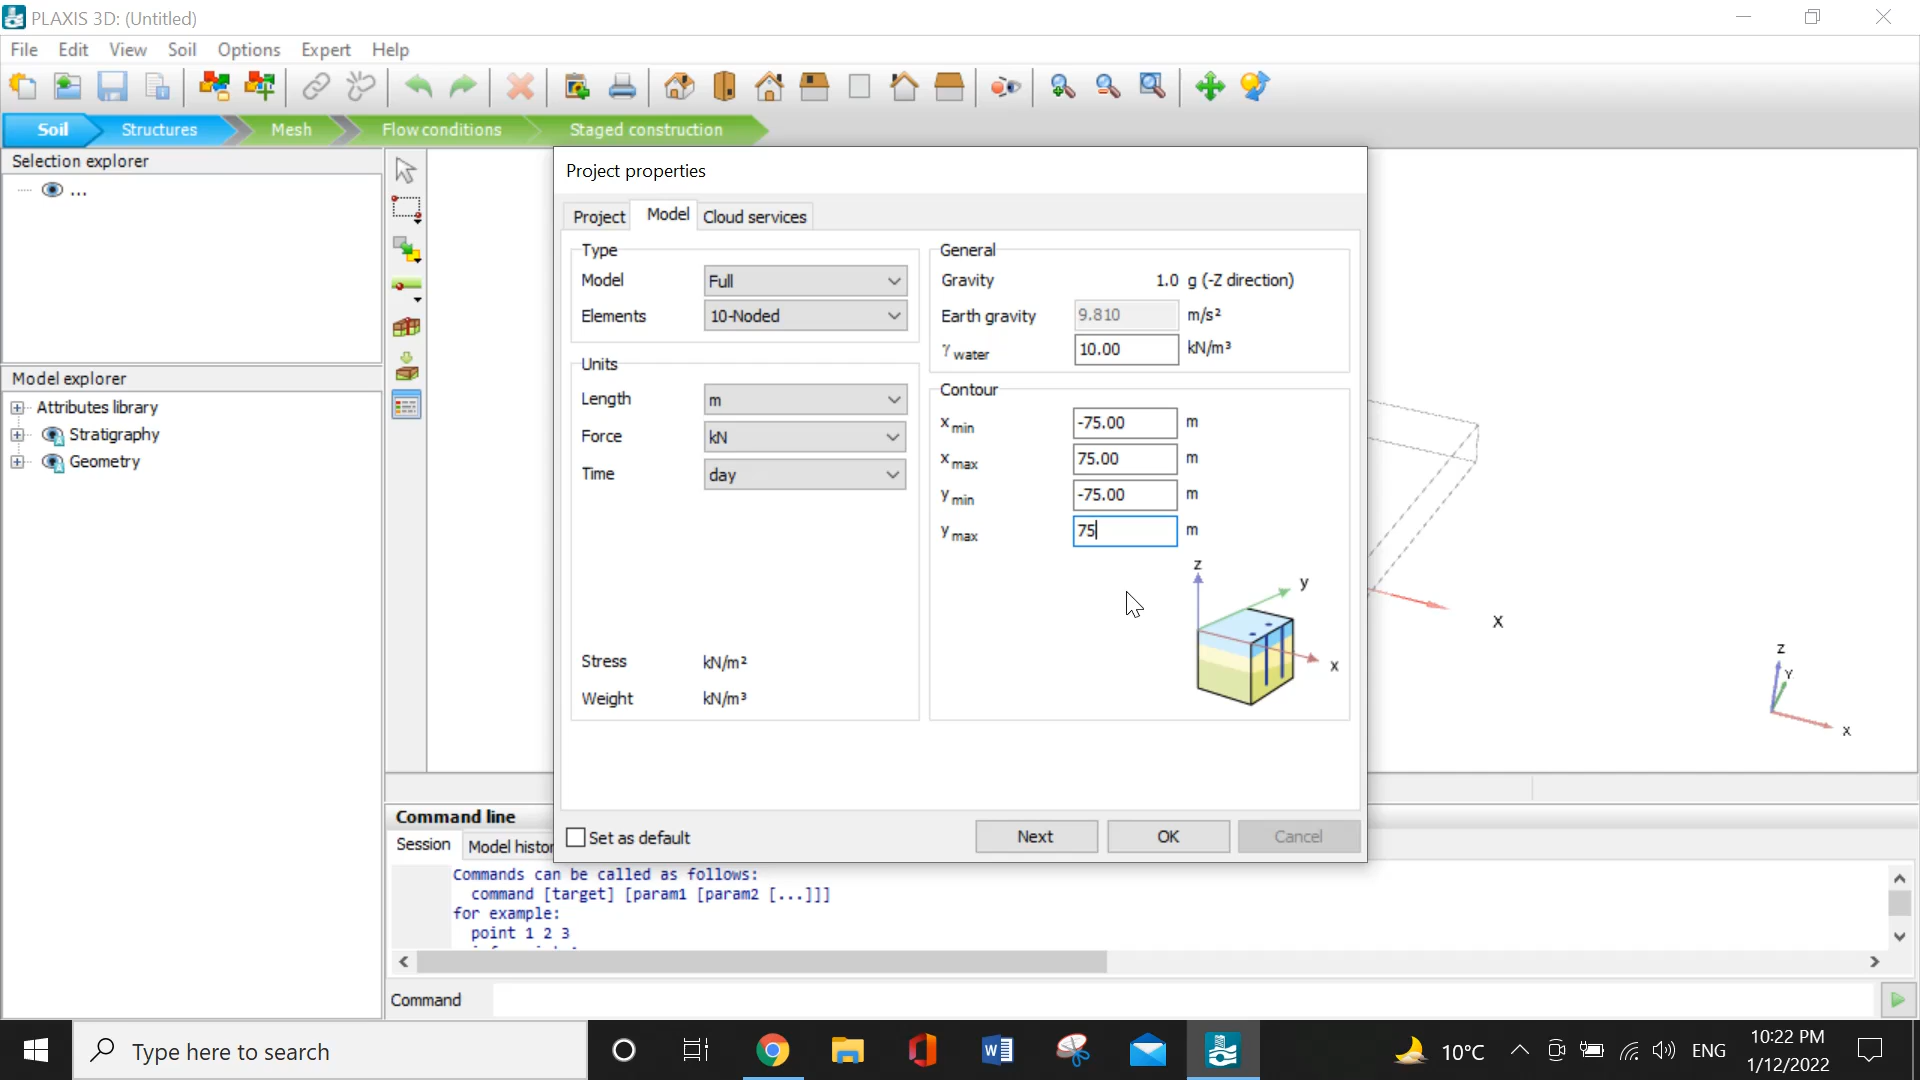 PLAXIS 3D: (Untitled)
File Edit View Soil Options Expert Help
Soil Structures Mesh Flow conditions Staged construction
Selection explorer
...
Model explorer
Attributes library
Stratigraphy
Geometry
Project properties
Project Model Cloud services
Type
Model Full
Elements 10-Noded
Units
Length m
Force kN
Time day
Stress kN/m²
Weight kN/m³
General
Gravity 1.0 g (-Z direction)
Earth gravity 9.810 m/s²
γ water 10.00 kN/m³
Contour
x min -75.00 m
x max 75.00 m
y min -75.00 m
y max 75 m
z
y
x
Set as default Next OK Cancel
X
Z
Y
X
Command line
Session Model histor
Commands can be called as follows:
command [target] [param1 [param2 [...]]]
for example:
point 1 2 3
Command
Type here to search
10°C ENG 10:22 PM
1/12/2022